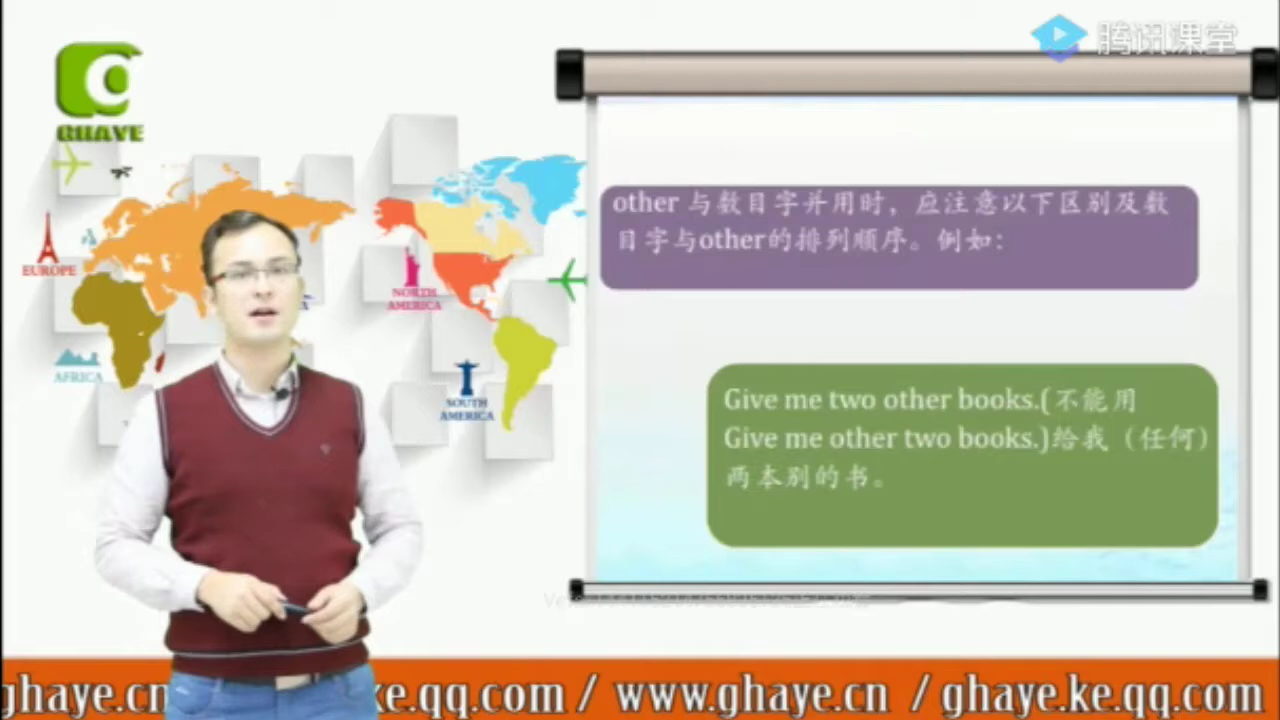 腾讯课堂
GHAYE
EUROPE
NORTH
AMERICA
AFRICA
SOUTH
AMERICA
other 与数目字并用时，应注意以下区别及数
目字与other的排列顺序。例如：
Give me two other books.(不能用
Give me other two books.)给我（任何）
两本别的书。
ghaye.cn ke.qq.com / www.ghaye.cn / ghaye.ke.qq.com